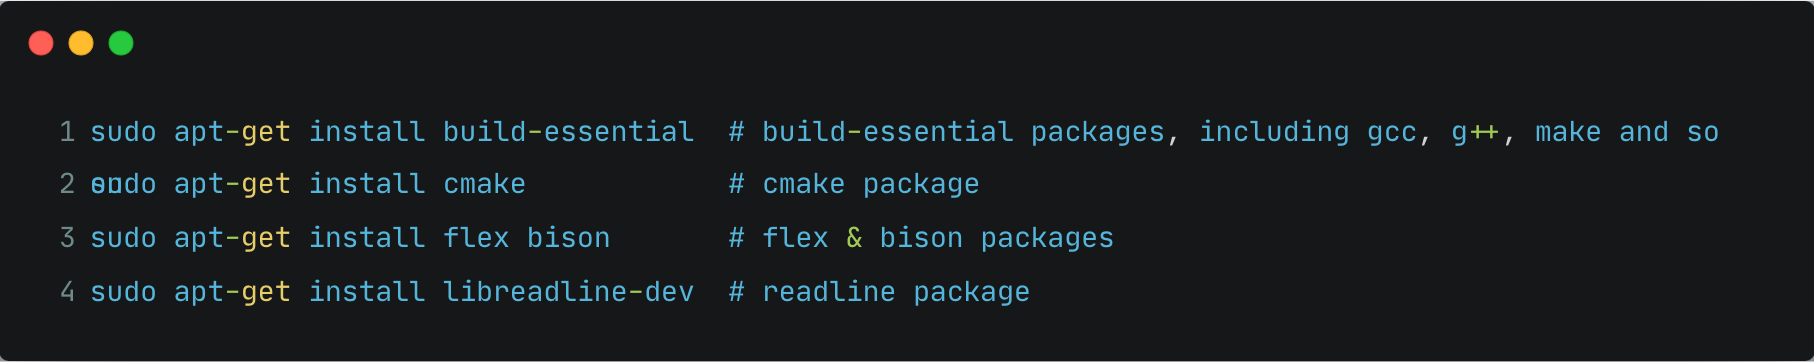 1 sudo apt-get install build-essential  # build-essential packages, including gcc, g++, make and so
on
2 sudo apt-get install cmake            # cmake package
3 sudo apt-get install flex bison       # flex & bison packages
4 sudo apt-get install libreadline-dev  # readline package